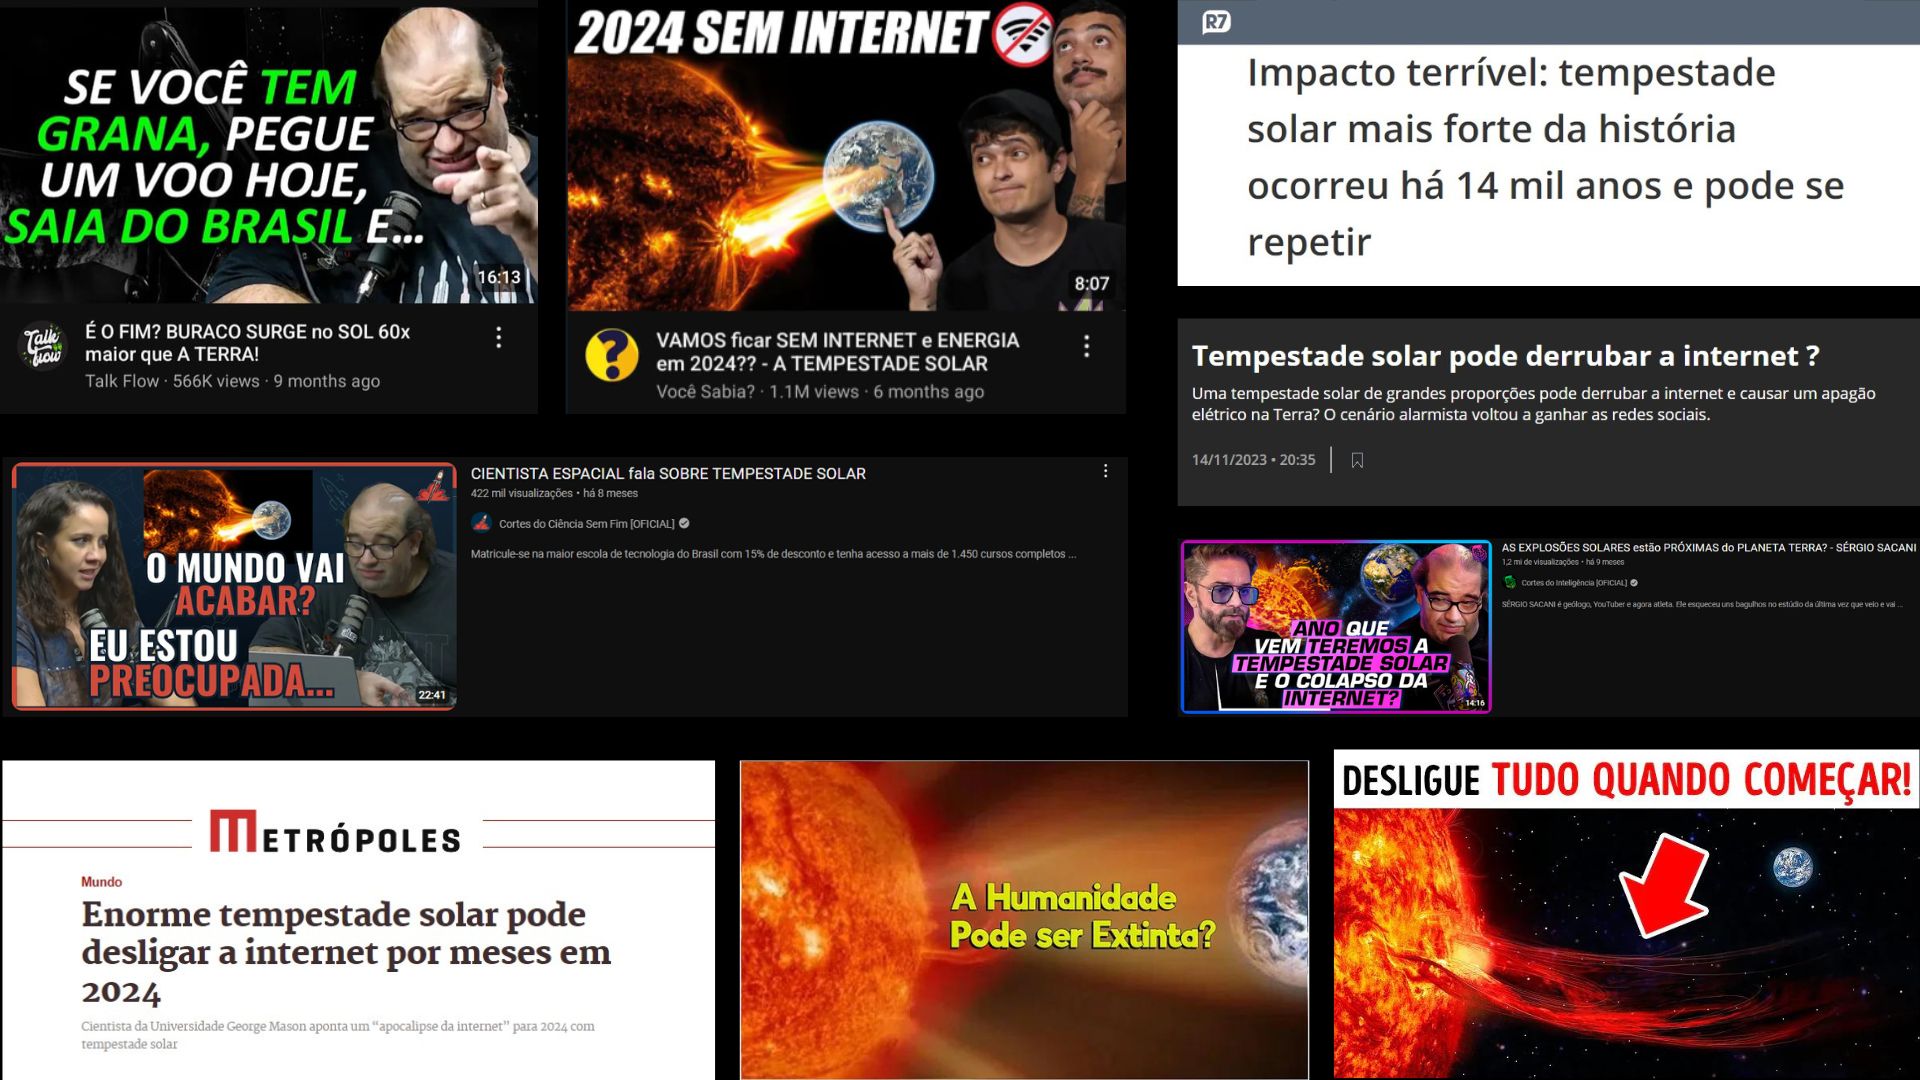 SE VOCÊ TEM
GRANA, PEGUE
UM VOO HOJE,
SAIA DO BRASIL E...
16:13
Talk
flow
É O FIM? BURACO SURGE no SOL 60x
maior que A TERRA!
Talk Flow · 566K views · 9 months ago
2024 SEM INTERNET
8:07
?
VAMOS ficar SEM INTERNET e ENERGIA
em 2024?? - A TEMPESTADE SOLAR
Você Sabia? · 1.1M views · 6 months ago
R7
Impacto terrível: tempestade
solar mais forte da história
ocorreu há 14 mil anos e pode se
repetir
Tempestade solar pode derrubar a internet ?
Uma tempestade solar de grandes proporções pode derrubar a internet e causar um apagão
elétrico na Terra? O cenário alarmista voltou a ganhar as redes sociais.
14/11/2023 • 20:35
O MUNDO VAI
ACABAR?
EU ESTOU
PREOCUPADA...
22:41
CIENTISTA ESPACIAL fala SOBRE TEMPESTADE SOLAR
422 mil visualizações • há 8 meses
Cortes do Ciência Sem Fim [OFICIAL]
Matricule-se na maior escola de tecnologia do Brasil com 15% de desconto e tenha acesso a mais de 1.450 cursos completos ...
ANO QUE
VEM TEREMOS A
TEMPESTADE SOLAR
E O COLAPSO DA
INTERNET?
14:16
AS EXPLOSÕES SOLARES estão PRÓXIMAS do PLANETA TERRA? - SÉRGIO SACANI
1,2 mi de visualizações • há 9 meses
Cortes do Inteligência [OFICIAL]
SÉRGIO SACANI é geólogo, YouTuber e agora atleta. Ele esqueceu uns bagulhos no estúdio da última vez que veio e vai ...
METRÓPOLES
Mundo
Enorme tempestade solar pode
desligar a internet por meses em
2024
Cientista da Universidade George Mason aponta um “apocalipse da internet” para 2024 com
tempestade solar
A Humanidade
Pode ser Extinta?
DESLIGUE TUDO QUANDO COMEÇAR!